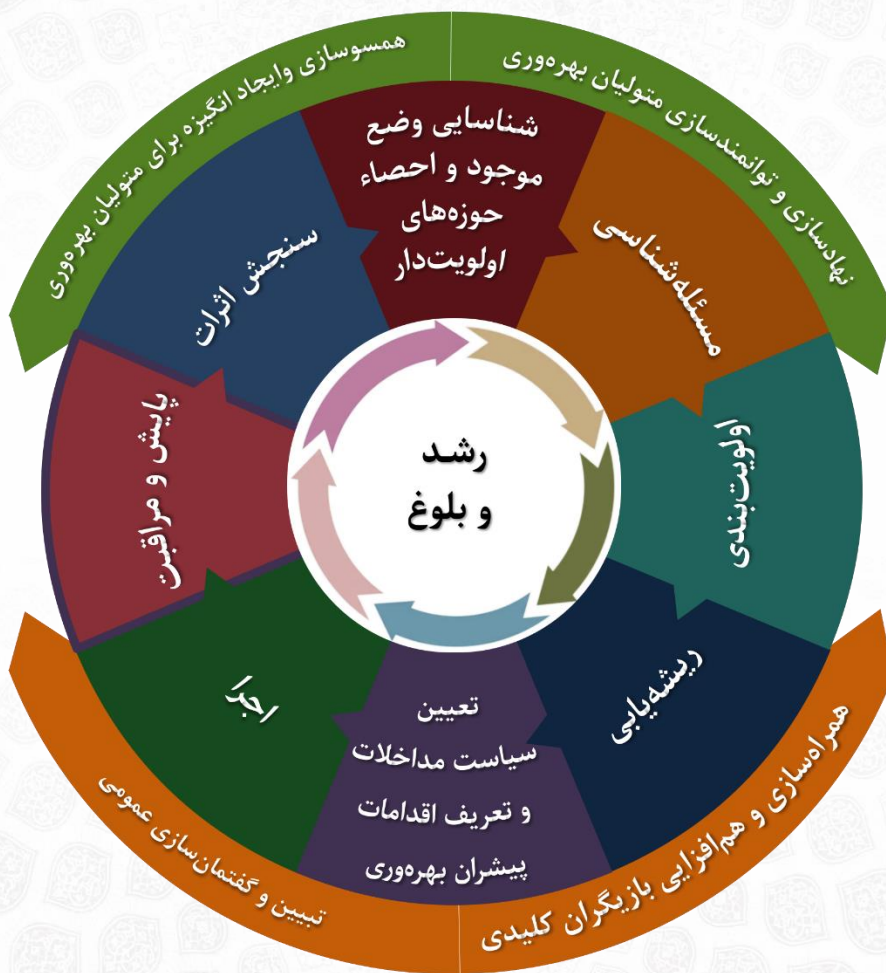 همسوسازی وایجاد انگیزه برای متولیان بهره‌وری
نهادسازی و توانمندسازی متولیان بهره‌وری
شناسایی وضع
موجود و احصاء
حوزه‌های
اولویت‌دار
مسئله‌شناسی
اولویت‌بندی
ریشه‌یابی
تعیین
سیاست مداخلات
و تعریف اقدامات
پیشران بهره‌وری
اجرا
پایش و مراقبت
سنجش اثرات
رشد
و بلوغ
همراه‌سازی و هم‌افزایی بازیگران کلیدی
تبیین و گفتمان‌سازی عمومی